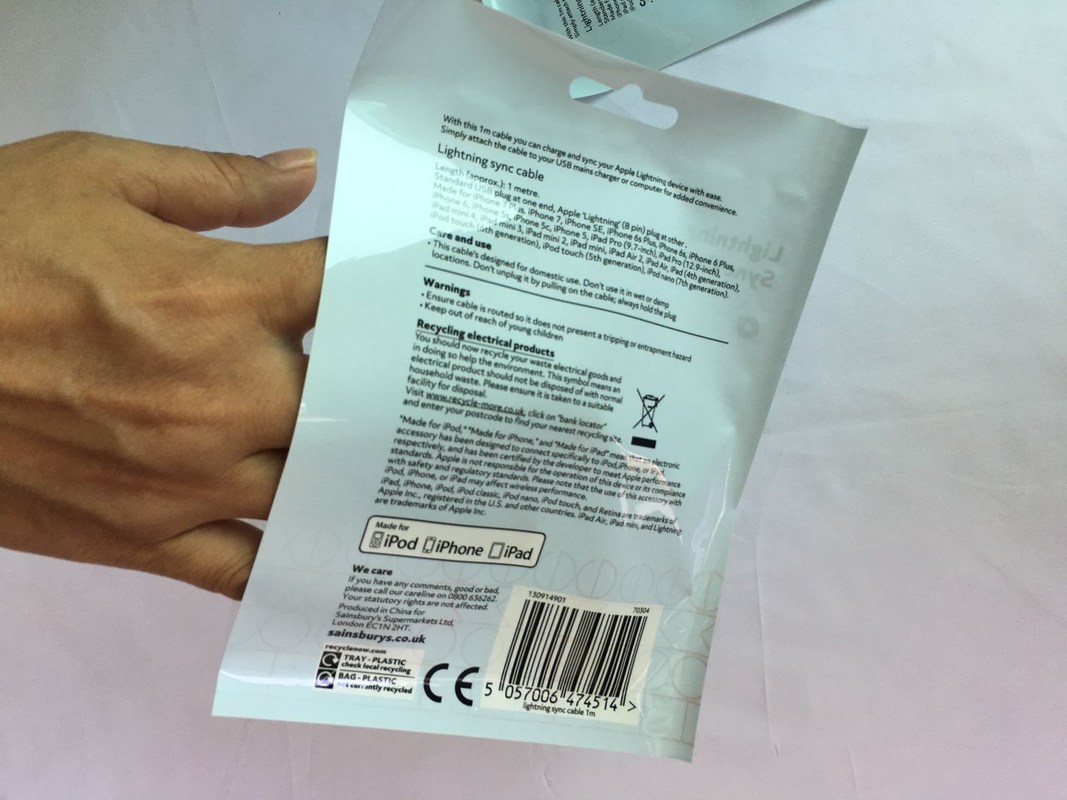 With this 1m cable you can charge and sync your Apple Lightning device with ease.
Simply attach the cable to your USB mains charger or computer for added convenience.
Lightning sync cable
Length (approx.): 1 metre.
Standard USB plug at one end, Apple 'Lightning' (8 pin) plug at other.
Made for iPhone 7 Plus, iPhone 7, iPhone SE, iPhone 6s Plus, iPhone 6s, iPhone 6 Plus,
iPhone 6, iPhone 5s, iPhone 5c, iPhone 5, iPad Pro (9.7-inch), iPad Pro (12.9-inch),
iPad mini 4, iPad mini 3, iPad mini 2, iPad mini, iPad Air 2, iPad Air, iPad (4th generation),
iPod touch (6th generation), iPod touch (5th generation), iPod nano (7th generation).
Care and use
• This cable's designed for domestic use. Don't use it in wet or damp
locations. Don't unplug it by pulling on the cable; always hold the plug
Warnings
• Ensure cable is routed so it does not present a tripping or entrapment hazard
• Keep out of reach of young children
Recycling electrical products
You should now recycle your waste electrical goods and
in doing so help the environment. This symbol means an
electrical product should not be disposed of with normal
household waste. Please ensure it is taken to a suitable
facility for disposal.
Visit www.recycle-more.co.uk, click on "bank locator"
and enter your postcode to find your nearest recycling site.
"Made for iPod," "Made for iPhone," and "Made for iPad" mean that an electronic
accessory has been designed to connect specifically to iPod, iPhone, or iPad,
respectively, and has been certified by the developer to meet Apple performance
standards. Apple is not responsible for the operation of this device or its compliance
with safety and regulatory standards. Please note that the use of this accessory with
iPod, iPhone, or iPad may affect wireless performance.
iPad, iPhone, iPod, iPod classic, iPod nano, iPod touch, and Retina are trademarks of
Apple Inc., registered in the U.S. and other countries. iPad Air, iPad mini, and Lightning
are trademarks of Apple Inc.
Made for
iPod iPhone iPad
We care
If you have any comments, good or bad,
please call our careline on 0800 636262.
Your statutory rights are not affected.
Produced in China for
Sainsbury's Supermarkets Ltd,
London EC1N 2HT.
sainsburys.co.uk
recyclenow.com
TRAY - PLASTIC
check local recycling
BAG - PLASTIC
not currently recycled
CE
130914901
70304
5 057006 474514 >
lightning sync cable 1m